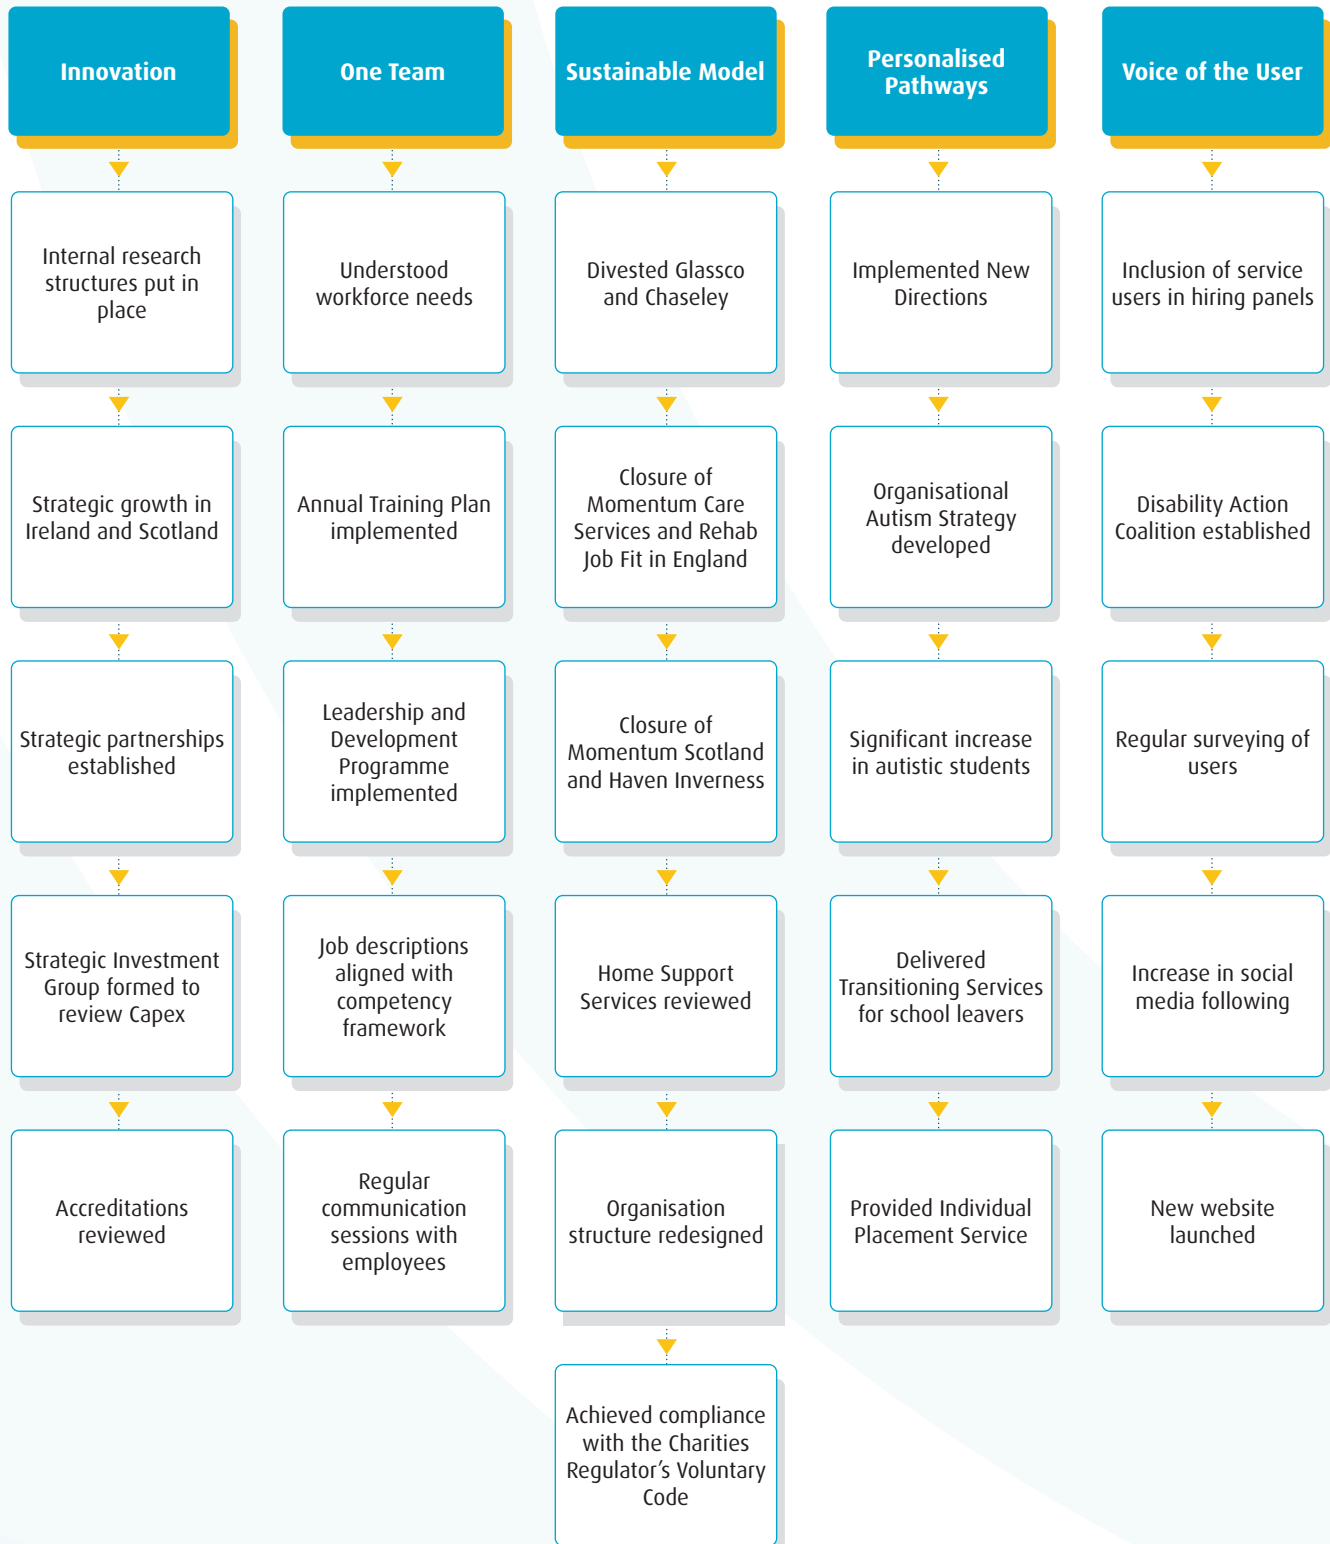 Innovation
Internal research
structures put in
place
Strategic growth in
Ireland and Scotland
Strategic partnerships
established
Strategic Investment
Group formed to
review Capex
Accreditations
reviewed
One Team
Understood
workforce needs
Annual Training Plan
implemented
Leadership and
Development
Programme
implemented
Job descriptions
aligned with
competency
framework
Regular
communication
sessions with
employees
Sustainable Model
Divested Glassco
and Chaseley
Closure of
Momentum Care
Services and Rehab
Job Fit in England
Closure of
Momentum Scotland
and Haven Inverness
Home Support
Services reviewed
Organisation
structure redesigned
Achieved compliance
with the Charities
Regulator’s Voluntary
Code
Personalised
Pathways
Implemented New
Directions
Organisational
Autism Strategy
developed
Significant increase
in autistic students
Delivered
Transitioning Services
for school leavers
Provided Individual
Placement Service
Voice of the User
Inclusion of service
users in hiring panels
Disability Action
Coalition established
Regular surveying of
users
Increase in social
media following
New website
launched